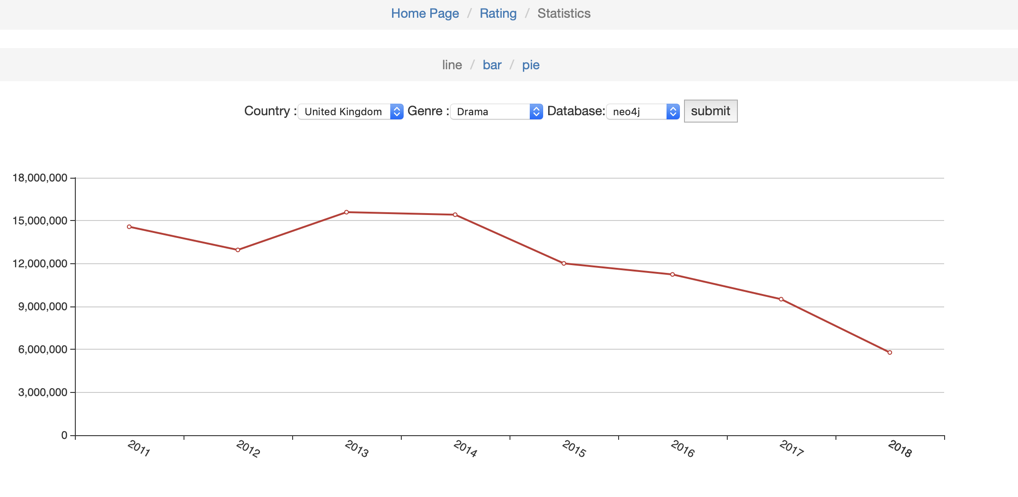 Home Page / Rating / Statistics
line / bar / pie
Country : United Kingdom Genre : Drama Database: neo4j submit
18,000,000
15,000,000
12,000,000
9,000,000
6,000,000
3,000,000
0
2011 2012 2013 2014 2015 2016 2017 2018